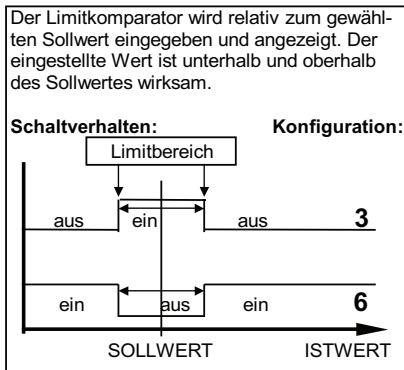 Der Limitkomparator wird relativ zum gewähl-
ten Sollwert eingegeben und angezeigt. Der
eingestellte Wert ist unterhalb und oberhalb
des Sollwertes wirksam.
Schaltverhalten: Konfiguration:
Limitbereich
aus ein aus 3
ein aus ein 6
SOLLWERT ISTWERT